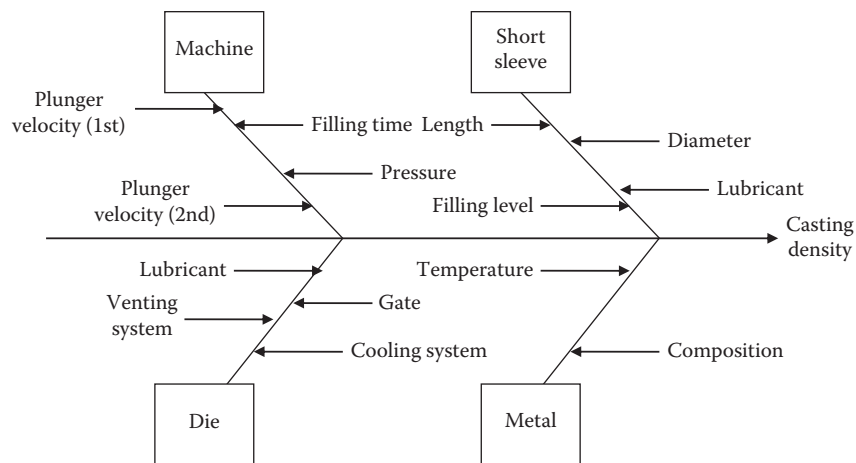 Machine
Short
sleeve
Plunger
velocity (1st)
Filling time
Length
Diameter
Pressure
Plunger
velocity (2nd)
Lubricant
Filling level
Casting
density
Lubricant
Temperature
Venting
system
Gate
Cooling system
Composition
Die
Metal